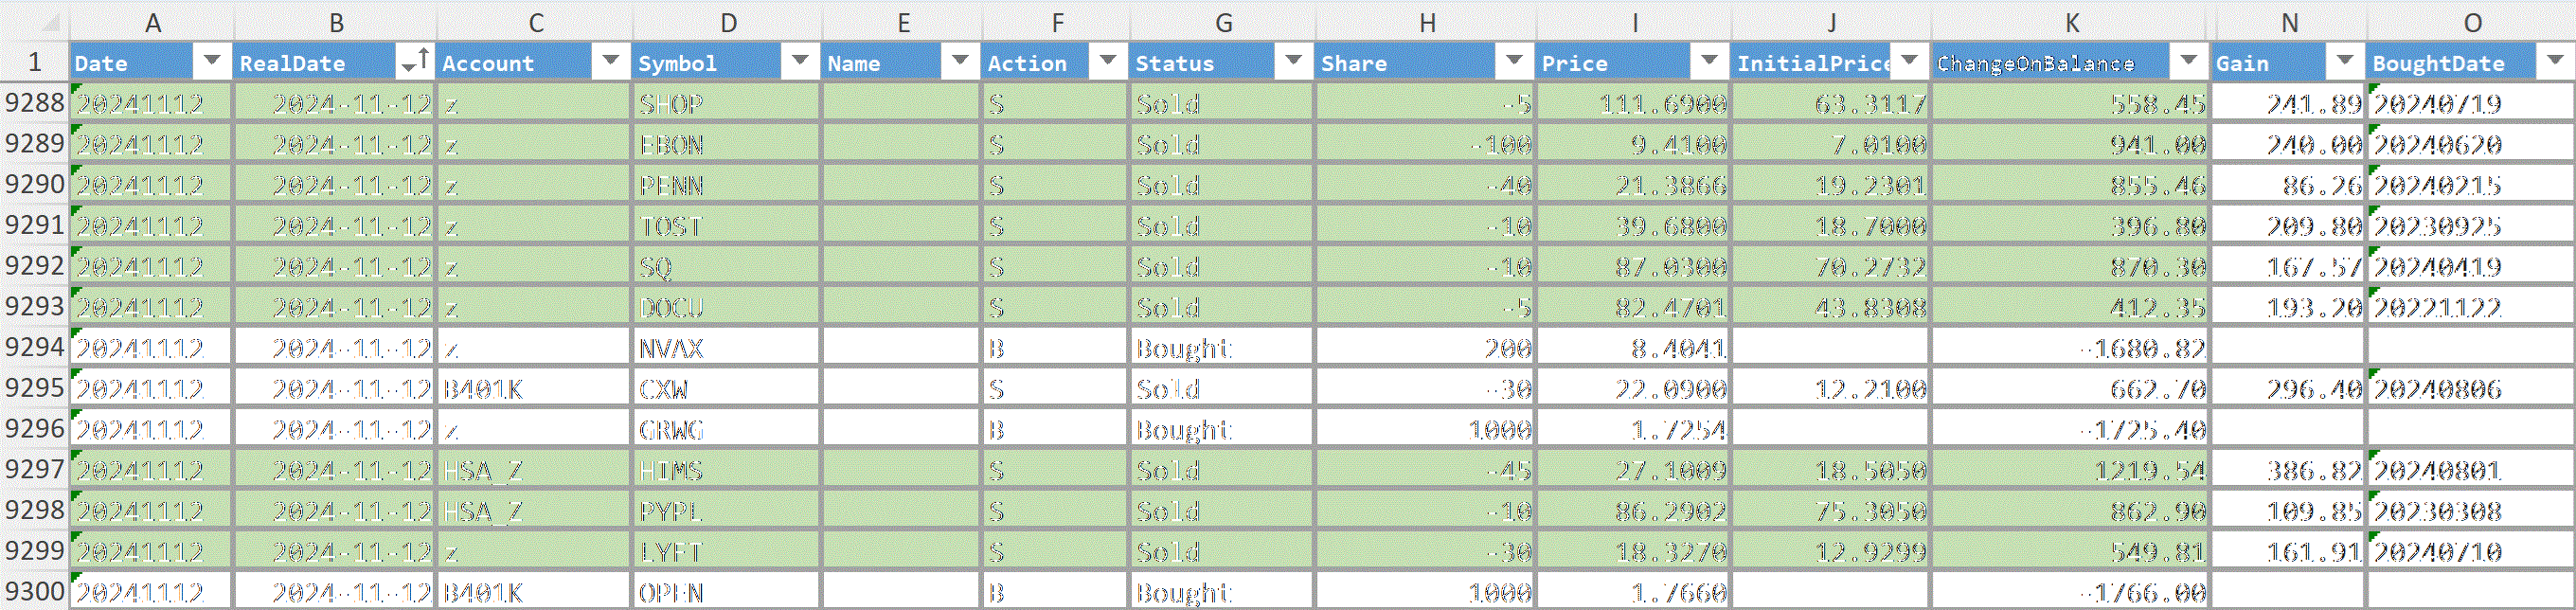 A B C D E F G H I J K N O
1 Date RealDate Account Symbol Name Action Status Share Price InitialPrice ChangeOnBalance Gain BoughtDate
9288 20241112 2024-11-12 z SHOP S Sold -5 111.6900 63.3117 558.45 241.89 20240719
9289 20241112 2024-11-12 z EBON S Sold -100 9.4100 7.0100 941.00 240.00 20240620
9290 20241112 2024-11-12 z PENN S Sold -40 21.3866 19.2301 855.46 86.26 20240215
9291 20241112 2024-11-12 z TOST S Sold -10 39.6800 18.7000 396.80 209.80 20230925
9292 20241112 2024-11-12 z SQ S Sold -10 87.0300 70.2732 870.30 167.57 20240419
9293 20241112 2024-11-12 z DOCU S Sold -5 82.4701 43.8308 412.35 193.20 20221122
9294 20241112 2024-11-12 z NVAX B Bought 200 8.4041 -1680.82
9295 20241112 2024-11-12 B401K CXW S Sold -30 22.0900 12.2100 662.70 296.40 20240806
9296 20241112 2024-11-12 z GRWG B Bought 1000 1.7254 -1725.40
9297 20241112 2024-11-12 HSA_Z HIMS S Sold -45 27.1009 18.5050 1219.54 386.82 20240801
9298 20241112 2024-11-12 HSA_Z PYPL S Sold -10 86.2902 75.3050 862.90 109.85 20230308
9299 20241112 2024-11-12 z LYFT S Sold -30 18.3270 12.9299 549.81 161.91 20240710
9300 20241112 2024-11-12 B401K OPEN B Bought 1000 1.7660 -1766.00